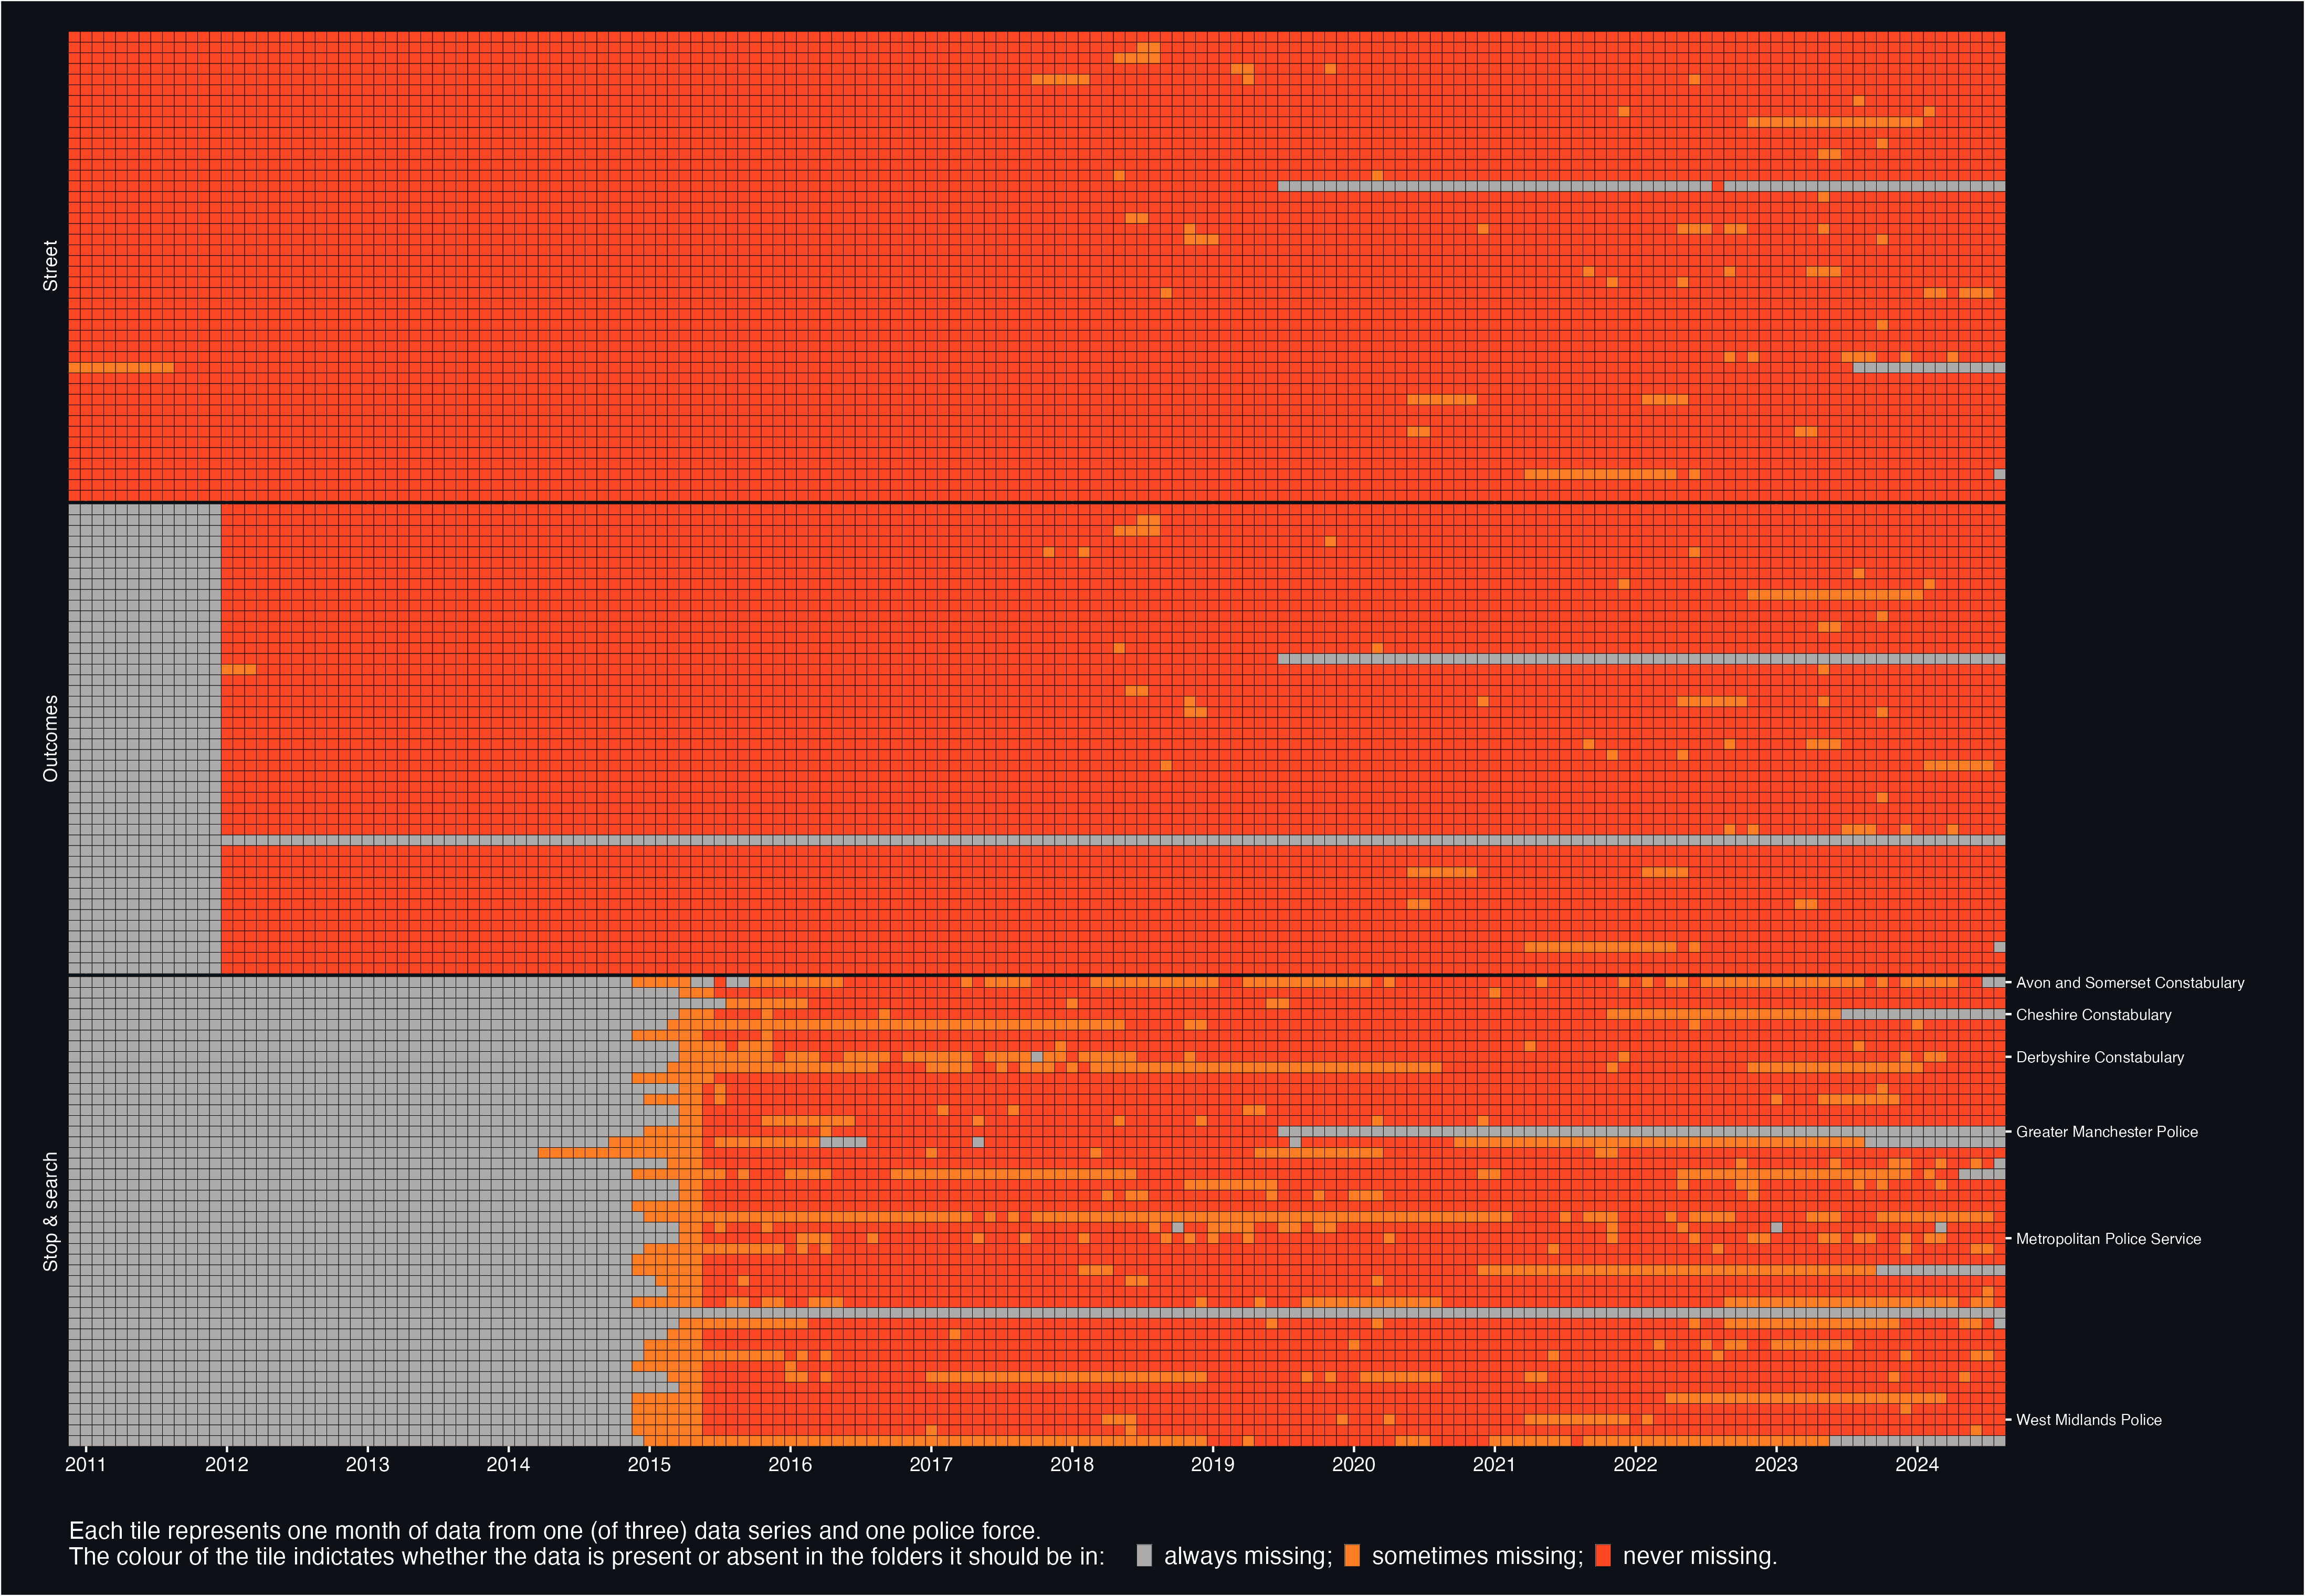 Street
Outcomes
Stop & search
Avon and Somerset Constabulary
Cheshire Constabulary
Derbyshire Constabulary
Greater Manchester Police
Metropolitan Police Service
West Midlands Police
2011 2012 2013 2014 2015 2016 2017 2018 2019 2020 2021 2022 2023 2024
Each tile represents one month of data from one (of three) data series and one police force.
The colour of the tile indictates whether the data is present or absent in the folders it should be in: always missing; sometimes missing; never missing.